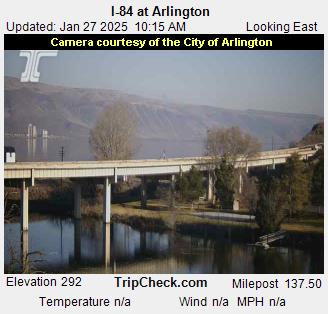 I-84 at Arlington
Updated: Jan 27 2025 10:15 AM Looking East
Camera courtesy of the City of Arlington
Elevation 292 TripCheck.com Milepost 137.50
Temperature n/a Wind n/a MPH n/a